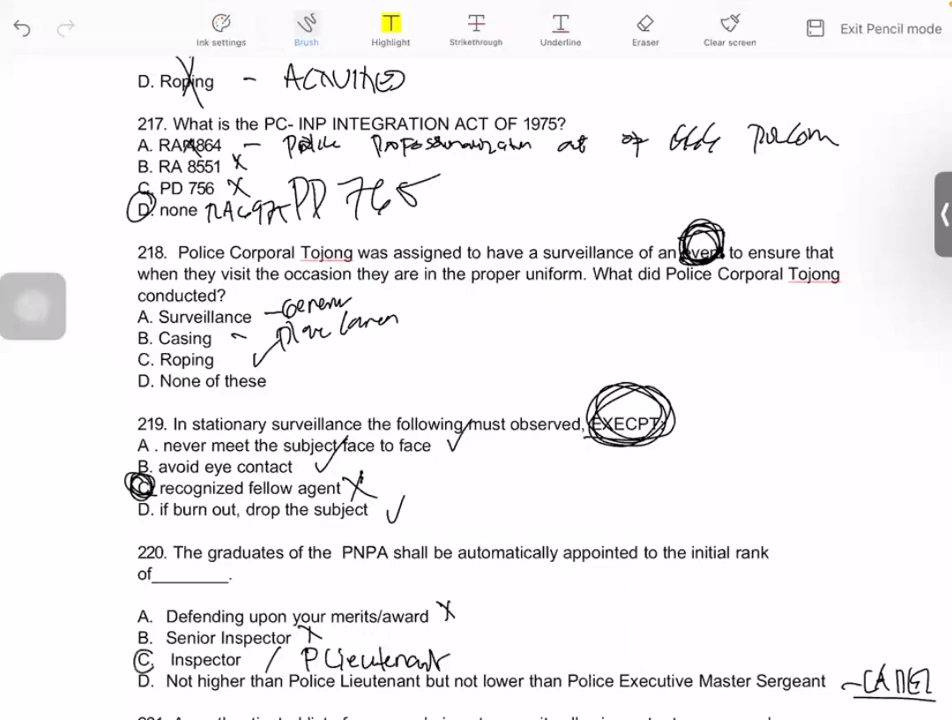 Ink settings
Brush
Highlight
Strikethrough
Underline
Eraser
Clear screen
Exit Pencil mode
D. Roping - ACTIVITIES
217. What is the PC- INP INTEGRATION ACT OF 1975?
A. RA 4864 - Police Professionalization act of 1966 POLCOM
B. RA 8551 X
C. PD 756 X
D. none RA 6975 PD 765
218. Police Corporal Tojong was assigned to have a surveillance of an event to ensure that
when they visit the occasion they are in the proper uniform. What did Police Corporal Tojong
conducted?
A. Surveillance - General
B. Casing - Place
C. Roping
D. None of these
219. In stationary surveillance the following must observed, EXECPT:
A . never meet the subject face to face
B. avoid eye contact
C. recognized fellow agent X
D. if burn out, drop the subject
220. The graduates of the PNPA shall be automatically appointed to the initial rank
of________.
A. Defending upon your merits/award X
B. Senior Inspector X
C. Inspector / P Lieutenant
D. Not higher than Police Lieutenant but not lower than Police Executive Master Sergeant